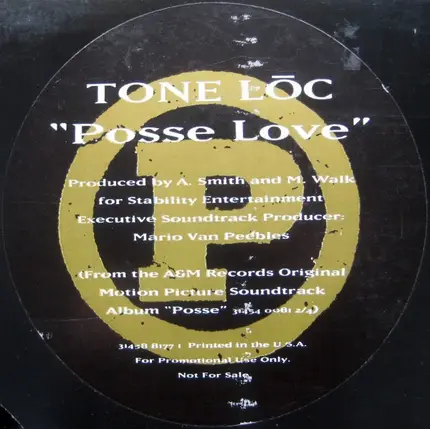 TONE LŌC
"Posse Love"
Produced by A. Smith and M. Walk
for Stability Entertainment
Executive Soundtrack Producer:
Mario Van Peebles
(From the A&M Records Original
Motion Picture Soundtrack
Album "Posse" 31454 0081 2/4)
31458 8177 1 Printed in the U.S.A.
For Promotional Use Only.
Not For Sale.
P